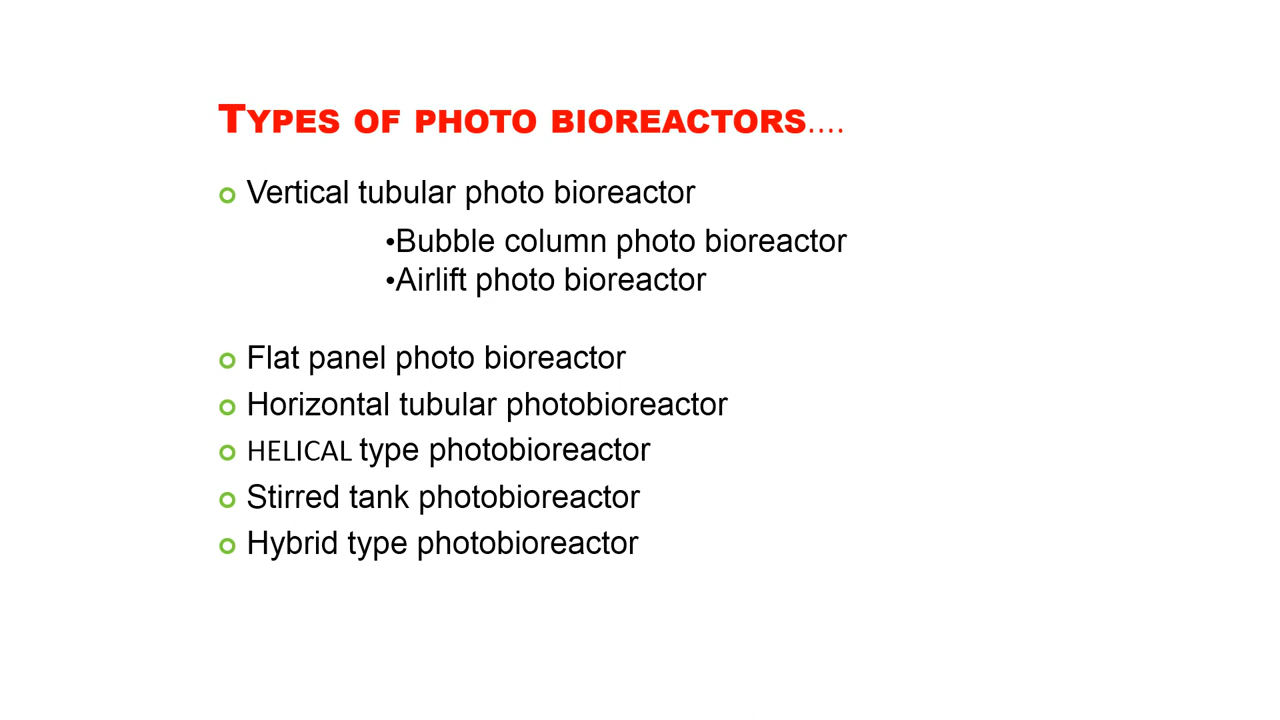 TYPES OF PHOTO BIOREACTORS....
Vertical tubular photo bioreactor
•Bubble column photo bioreactor
•Airlift photo bioreactor
Flat panel photo bioreactor
Horizontal tubular photobioreactor
HELICAL type photobioreactor
Stirred tank photobioreactor
Hybrid type photobioreactor